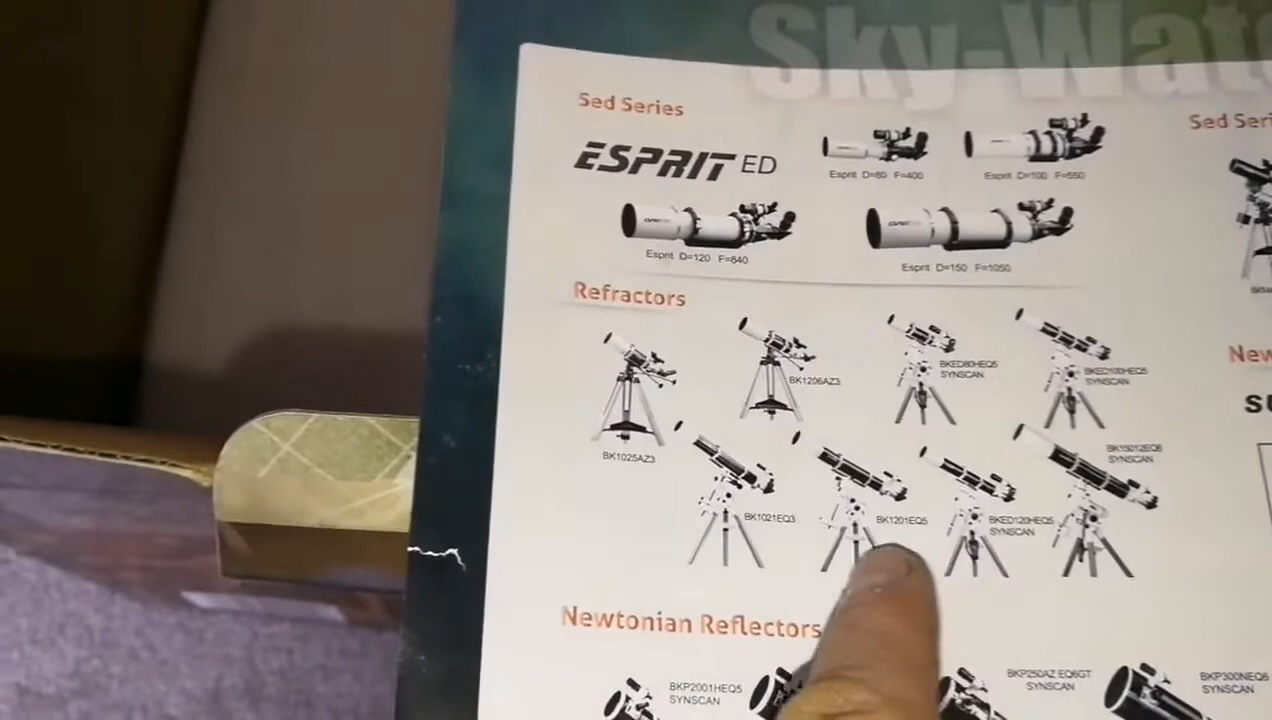 Sky-Wat
Sed Series
ESPRIT ED
Esprit D=80 F=400
Esprit D=100 F=550
Esprit D=120 F=840
Esprit D=150 F=1050
Sed Seri
Refractors
BK1025AZ3
BK1206AZ3
BKED80HEQ5
SYNSCAN
BKED100HEQ5
SYNSCAN
BK1021EQ3
BK1201EQ5
BKED120HEQ5
SYNSCAN
BK15012EQ6
SYNSCAN
New
Newtonian Reflectors
BKP2001HEQ5
SYNSCAN
BKP250AZ EQ6GT
SYNSCAN
BKP300NEQ6
SYNSCAN